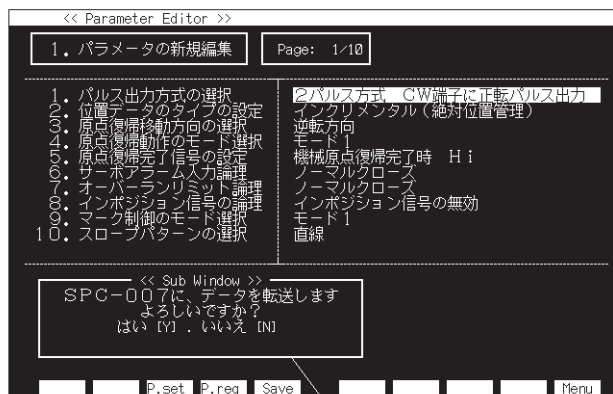 << Parameter Editor >>
1．パラメータの新規編集
Page: 1/10
1．パルス出力方式の選択 2パルス方式 CW端子に正転パルス出力
2．位置データのタイプの設定 インクリメンタル（絶対位置管理）
3．原点復帰移動方向の選択 逆転方向
4．原点復帰動作のモード選択 モード1
5．原点復帰完了信号の設定 機械原点復帰完了時 Hi
6．サーボアラーム入力論理 ノーマルクローズ
7．オーバーランリミット論理 ノーマルクローズ
8．インポジション信号の論理 インポジション信号の無効
9．マーク制御のモード選択 モード1
10．スロープパターンの選択 直線
<< Sub Window >>
SPC-007に、データを転送します
よろしいですか？
はい [Y] . いいえ [N]
P.set P.reg Save Menu